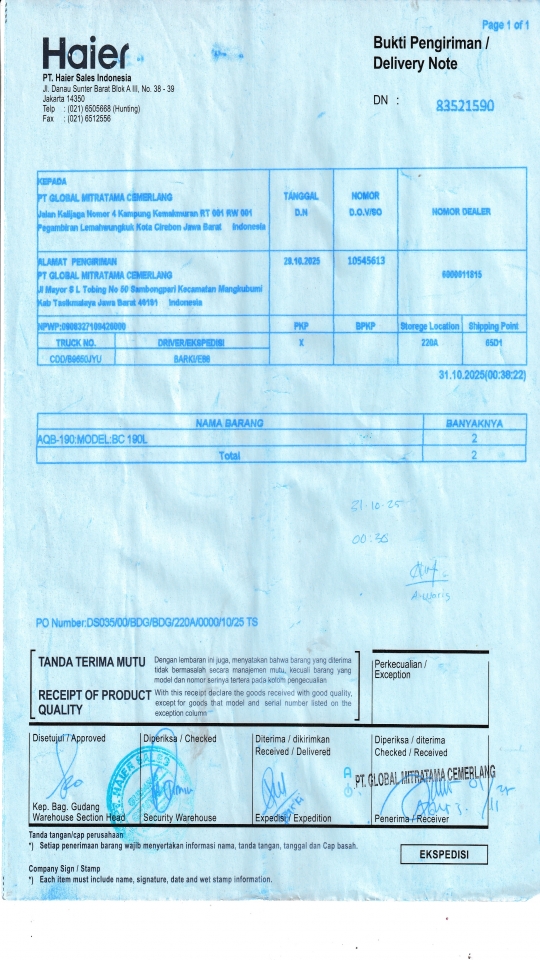 Page 1 of 1
Haier
Bukti Pengiriman /
Delivery Note
PT. Haier Sales Indonesia
Jl. Danau Sunter Barat Blok A III, No. 38 - 39
Jakarta 14350
Telp : (021) 6505668 (Hunting)
Fax : (021) 6512556
DN : 83521590
KEPADA
PT GLOBAL MITRATAMA CEMERLANG
Jalan Kalijaga Nomor 4 Kampung Kemakmuran RT 001 RW 001
Pegambiran Lemahwungkuk Kota Cirebon Jawa Barat Indonesia
TANGGAL
D.N
NOMOR
D.O./SO
NOMOR DEALER
ALAMAT PENGIRIMAN
PT GLOBAL MITRATAMA CEMERLANG
Jl Mayor S L Tobing No 60 Sambongpari Kecamatan Mangkubumi
Kab Tasikmalaya Jawa Barat 46181 Indonesia
10545613
PKP
BPKP
Storege Location
Shipping Point
TRUCK NO.
DRIVER/EKSPEDISI
X
220A
65D1
31.10.2025(00:38:22)
NAMA BARANG
BANYAKNYA
AQB-190:MODEL:BC 190L
2
Total
2
31-10-25
PO Number:DS035/00/BDG/BDG/220A/0000/10/25 TS
TANDA TERIMA MUTU
Dengan lembaran ini juga, menyatakan bahwa barang yang diterima
tidak bermasalah secara manajemen mutu, kecuali barang yang
model dan nomor serinya tertera pada kolom pengecualian
RECEIPT OF PRODUCT
QUALITY
With this receipt declare the goods received with good quality,
except for goods that model and serial number listed on the
exception column
Perkecualian /
Exception
Disetujui / Approved
Diperiksa / Checked
Diterima / dikirimkan
Received / Delivered
Diperiksa / diterima
Checked / Received
PT. GLOBAL MITRATAMA CEMERLANG
Kep. Bag. Gudang
Warehouse Section Head
Security Warehouse
Expedisi / Expedition
Penerima / Receiver
Tanda tangan/cap perusahaan
*) Setiap penerimaan barang wajib menyertakan informasi nama, tanda tangan, tanggal dan Cap basah.
EKSPEDISI
Company Sign / Stamp
*) Each item must include name, signature, date and wet stamp information.